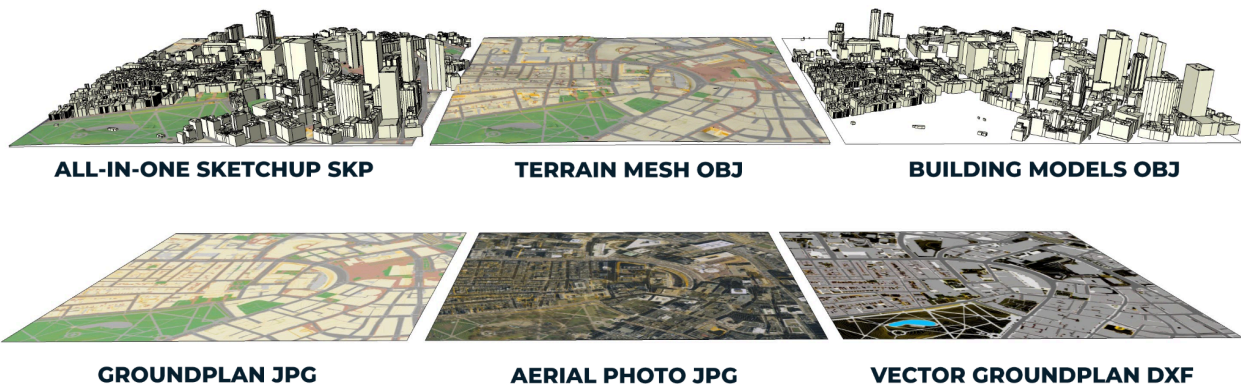 ALL-IN-ONE SKETCHUP SKP
TERRAIN MESH OBJ
BUILDING MODELS OBJ
GROUNDPLAN JPG
AERIAL PHOTO JPG
VECTOR GROUNDPLAN DXF